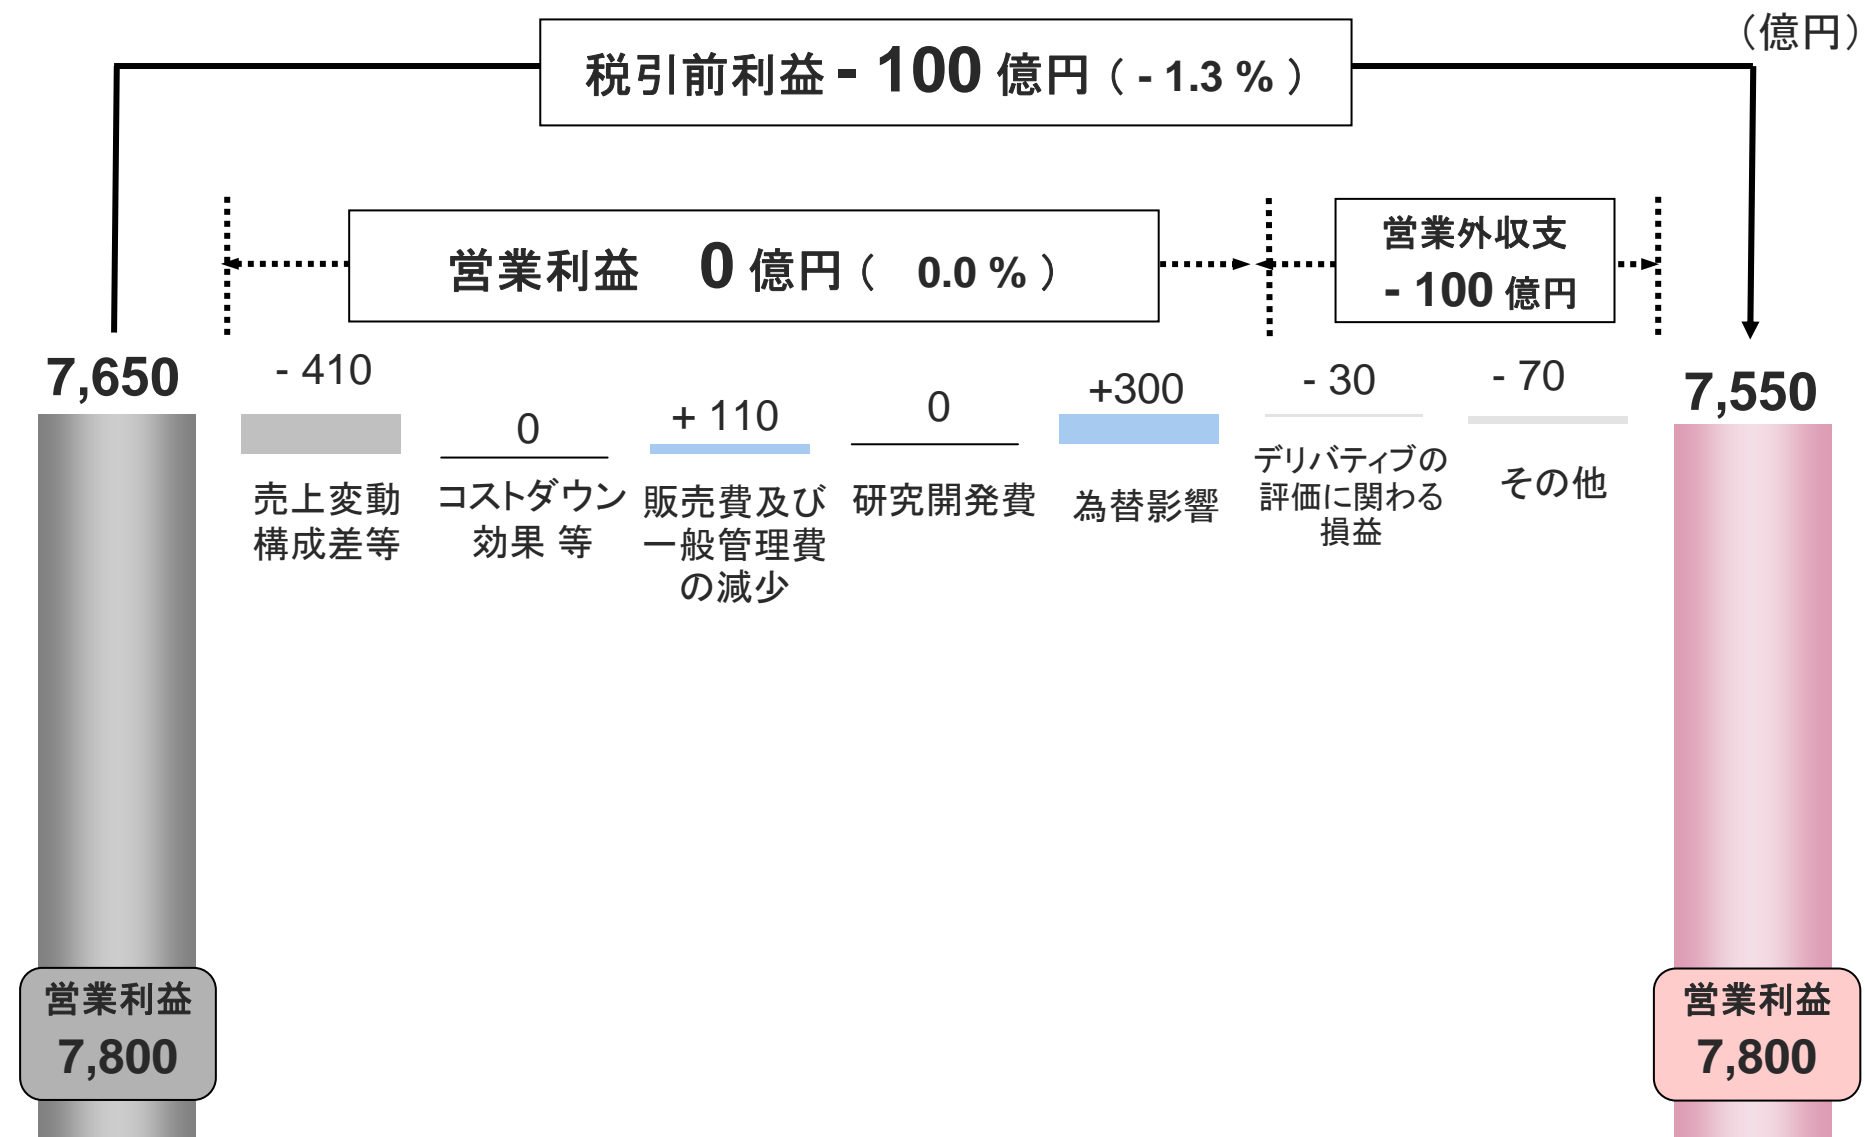 （億円）
税引前利益 - 100 億円（ - 1.3 % ）
営業利益　0 億円（　0.0 % ）
営業外収支
- 100 億円
7,650
- 410
売上変動
構成差等
0
コストダウン
効果 等
+ 110
販売費及び
一般管理費
の減少
0
研究開発費
+300
為替影響
- 30
デリバティブの
評価に関わる
損益
- 70
その他
7,550
営業利益
7,800
営業利益
7,800